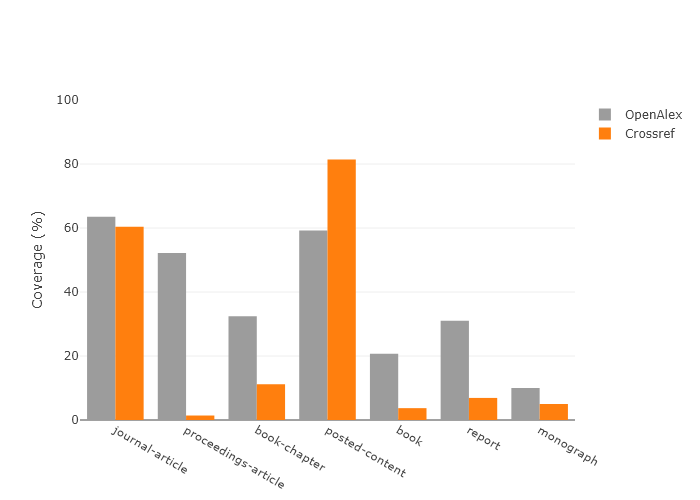 100
80
60
40
20
0
Coverage (%)
journal-article
proceedings-article
book-chapter
posted-content
book
report
monograph
OpenAlex
Crossref